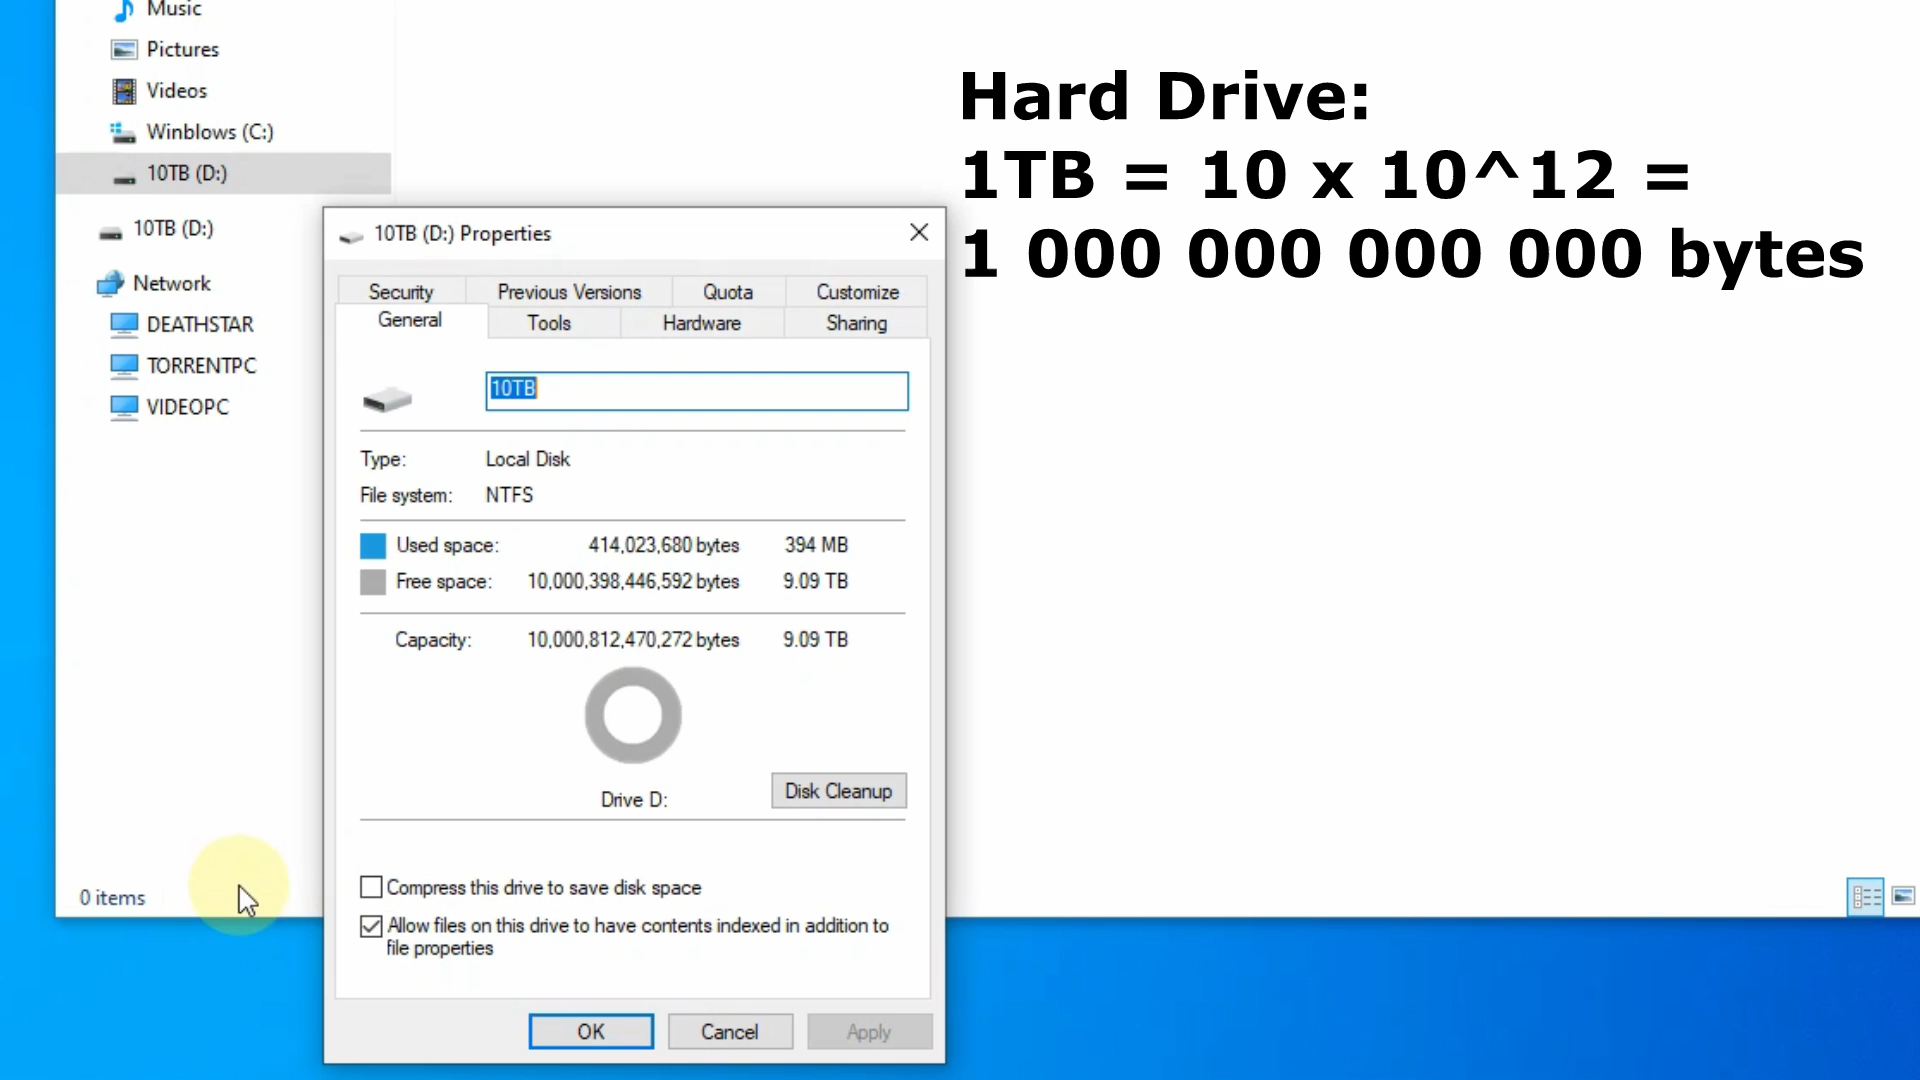 Music
Pictures
Videos
Winblows (C:)
10TB (D:)
10TB (D:)
Network
DEATHSTAR
TORRENTPC
VIDEOPC
0 items
10TB (D:) Properties
Security Previous Versions Quota Customize
General Tools Hardware Sharing
10TB
Type: Local Disk
File system: NTFS
Used space: 414,023,680 bytes 394 MB
Free space: 10,000,398,446,592 bytes 9.09 TB
Capacity: 10,000,812,470,272 bytes 9.09 TB
Drive D:
Disk Cleanup
Compress this drive to save disk space
Allow files on this drive to have contents indexed in addition to
file properties
OK Cancel Apply
Hard Drive:
1TB = 10 x 10^12 =
1 000 000 000 000 bytes